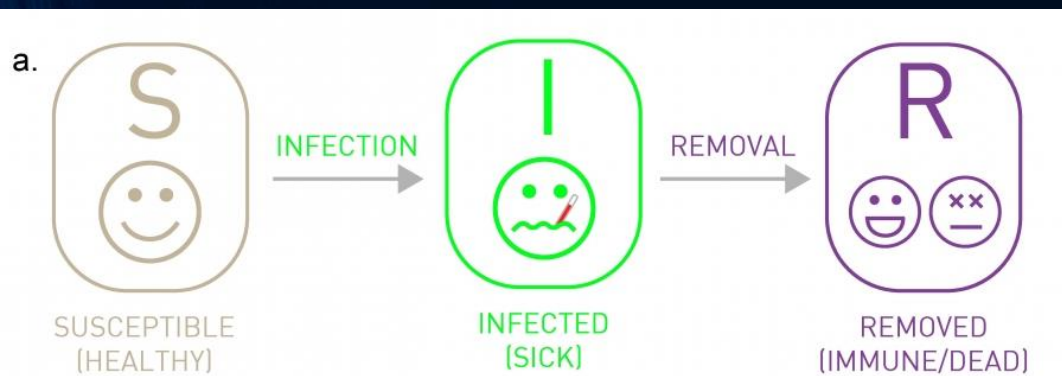 a.
S
I
R
INFECTION
REMOVAL
SUSCEPTIBLE
(HEALTHY)
INFECTED
(SICK)
REMOVED
(IMMUNE/DEAD)